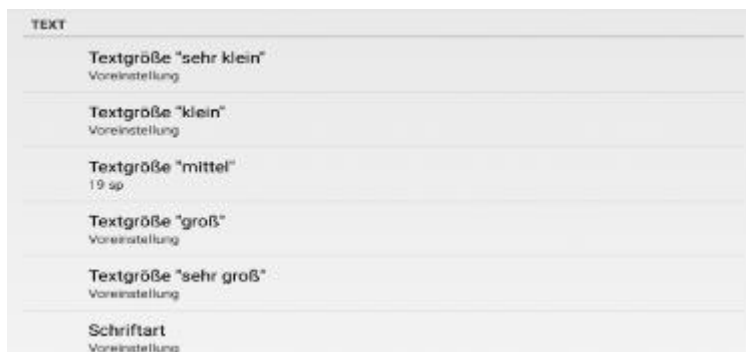 TEXT
Textgröße "sehr klein"
Voreinstellung
Textgröße "klein"
Voreinstellung
Textgröße "mittel"
19 sp
Textgröße "groß"
Voreinstellung
Textgröße "sehr groß"
Voreinstellung
Schriftart
Voreinstellung